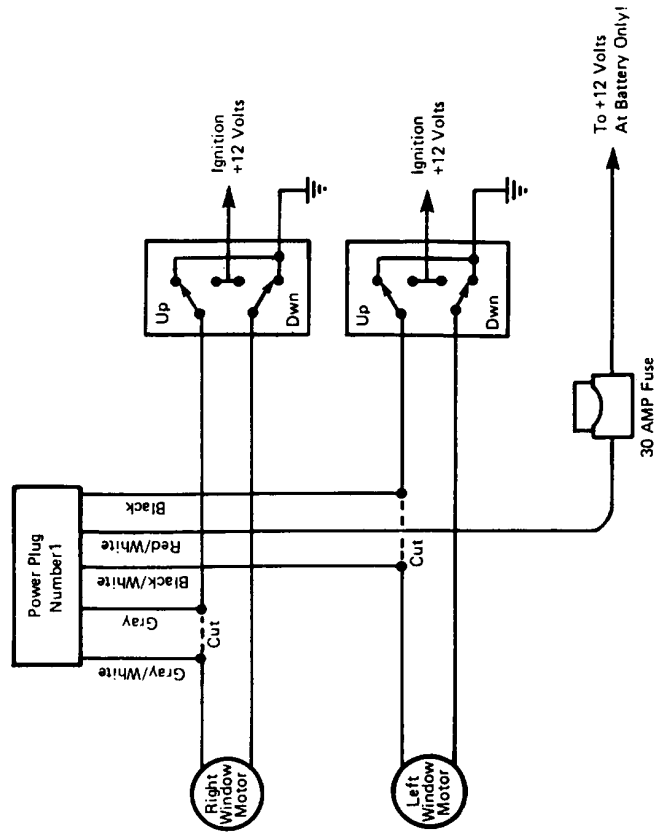 Power Plug
Number1
Gray/White
Gray
Black/White
Red/White
Black
Cut
Cut
Up
Dwn
Ignition
+12 Volts
Up
Dwn
Ignition
+12 Volts
Right
Window
Motor
Left
Window
Motor
30 AMP Fuse
To +12 Volts
At Battery Only!